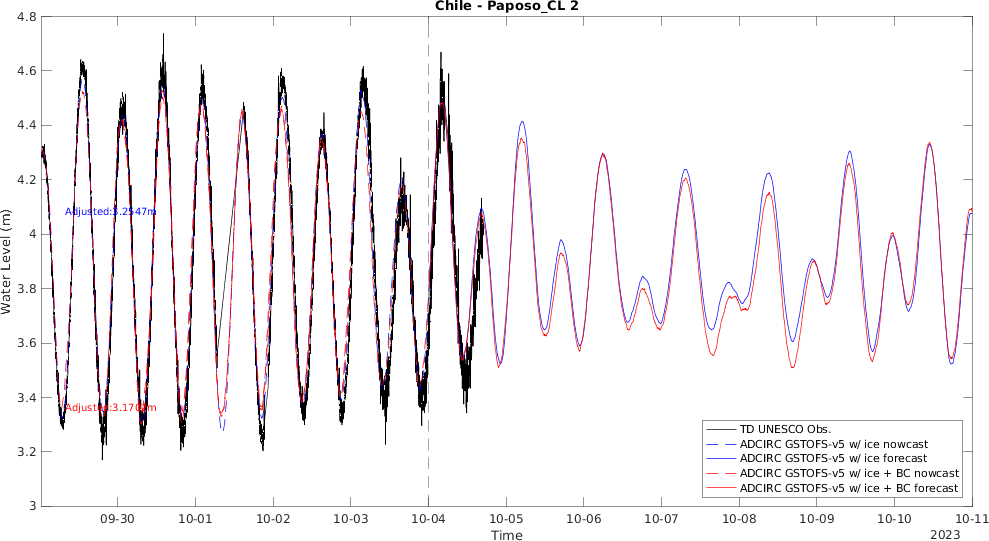 Chile - Paposo_CL 2
Water Level (m)
4.8
4.6
4.4
4.2
4
3.8
3.6
3.4
3.2
3
Adjusted:3.2547m
TD UNESCO Obs.
ADCIRC GSTOFS-v5 w/ ice nowcast
ADCIRC GSTOFS-v5 w/ ice forecast
ADCIRC GSTOFS-v5 w/ ice + BC nowcast
ADCIRC GSTOFS-v5 w/ ice + BC forecast
09-30 10-01 10-02 10-03 10-04 10-05 10-06 10-07 10-08 10-09 10-10 10-11
Time
2023